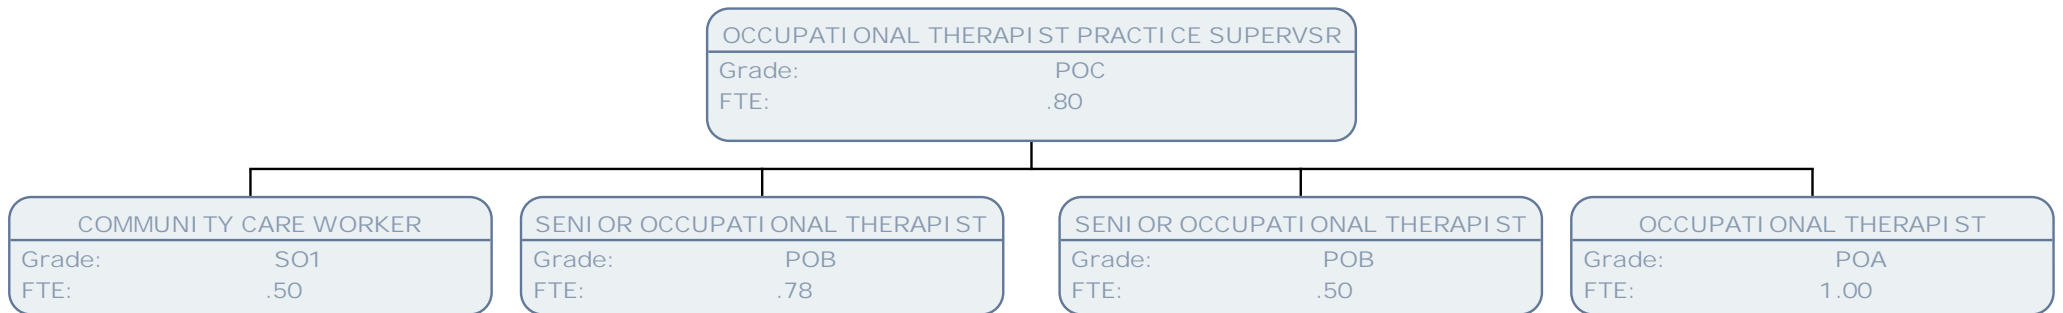 OCCUPATIONAL THERAPIST PRACTICE SUPERVSR
Grade: POC
FTE: .80
COMMUNITY CARE WORKER
Grade: SO1
FTE: .50
SENIOR OCCUPATIONAL THERAPIST
Grade: POB
FTE: .78
SENIOR OCCUPATIONAL THERAPIST
Grade: POB
FTE: .50
OCCUPATIONAL THERAPIST
Grade: POA
FTE: 1.00